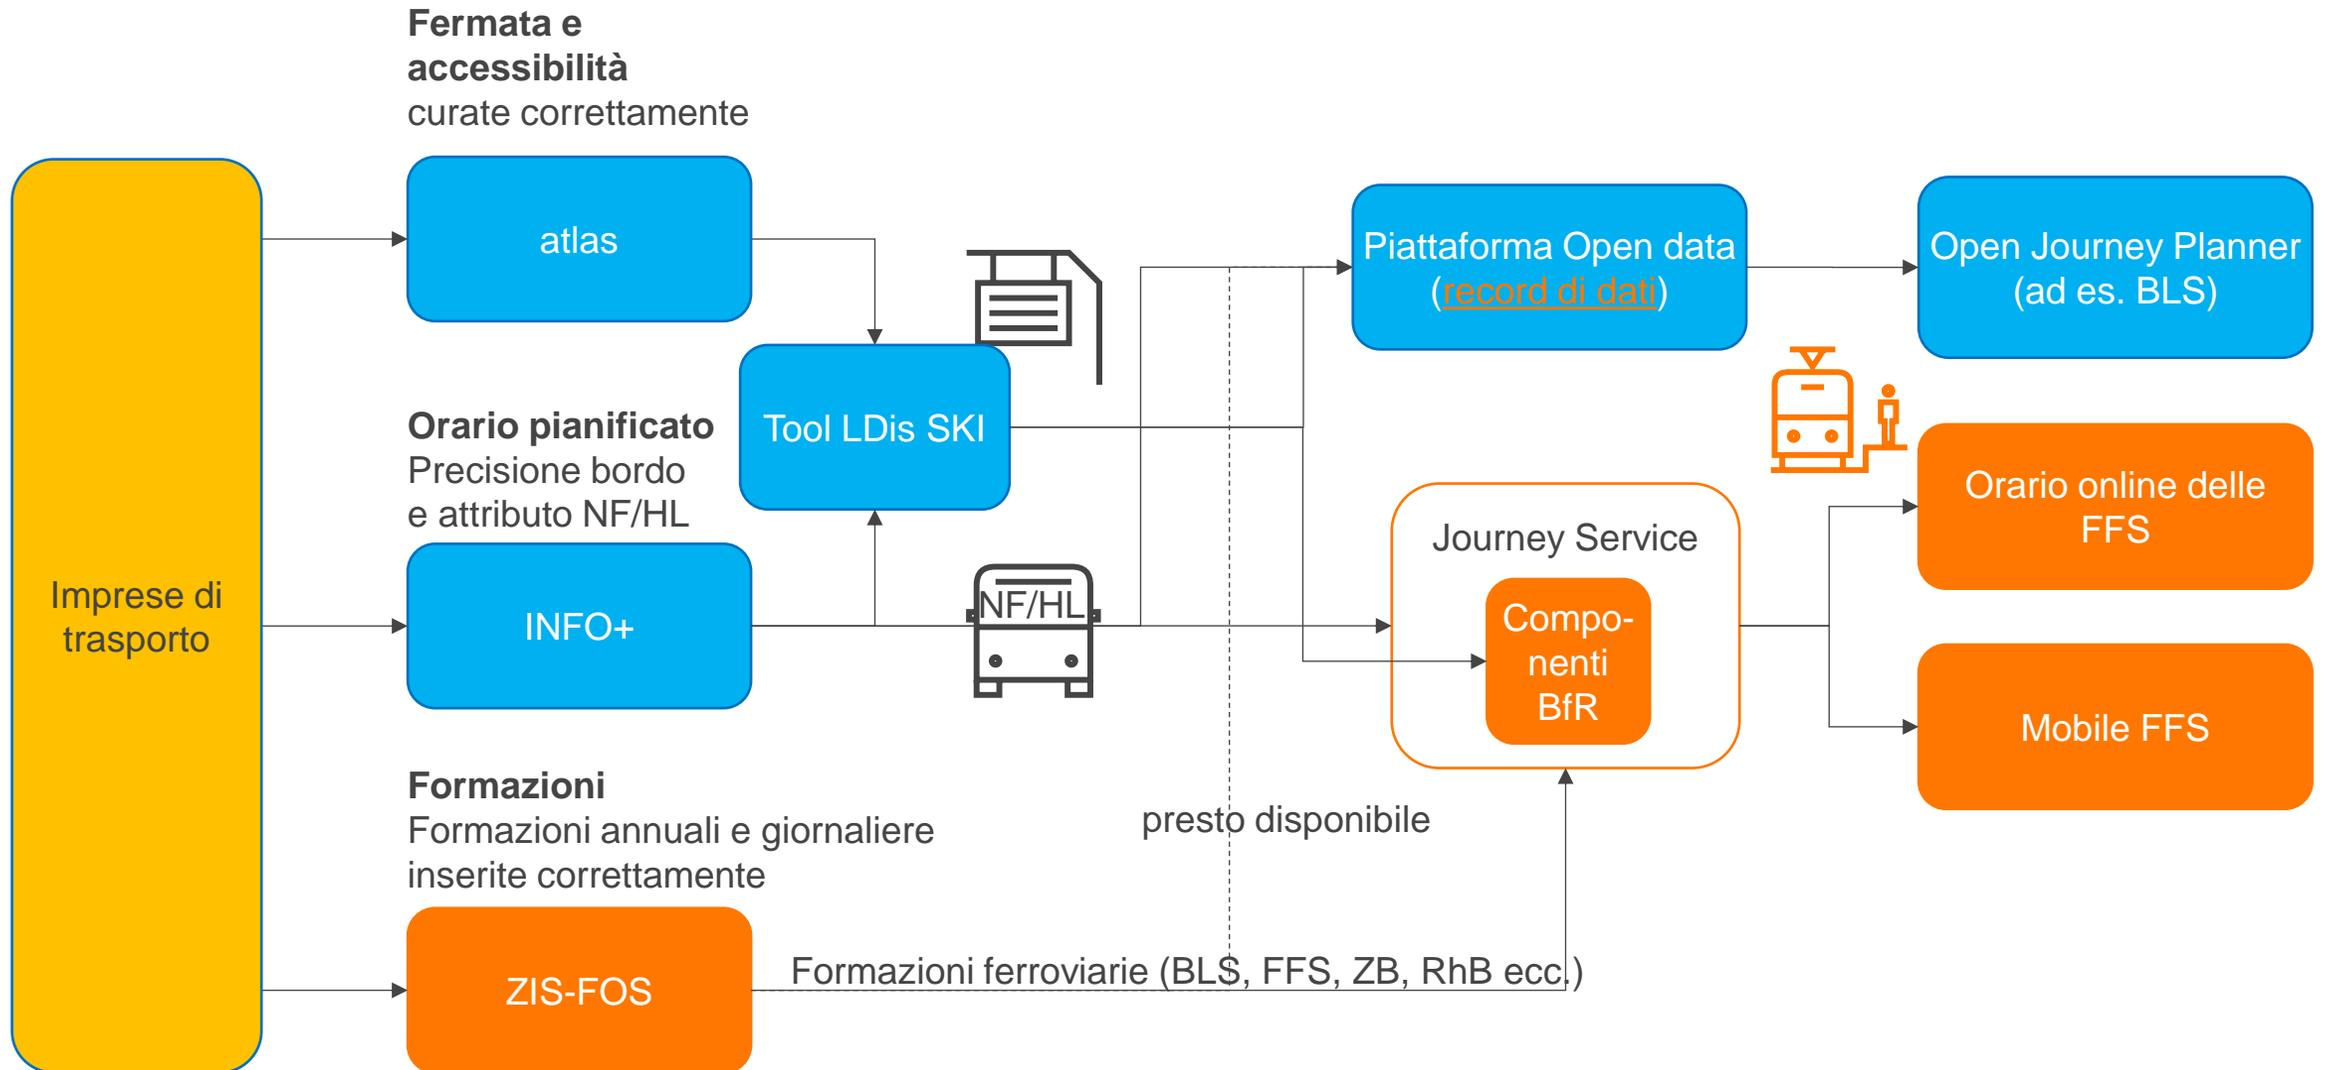 Fermata e
accessibilità
curate correttamente
atlas
Piattaforma Open data
(record di dati)
Open Journey Planner
(ad es. BLS)
Tool LDis SKI
Orario pianificato
Precisione bordo
e attributo NF/HL
Orario online delle
FFS
Journey Service
Imprese di
trasporto
INFO+
NF/HL
Compo-
nenti
BfR
Mobile FFS
Formazioni
Formazioni annuali e giornaliere
inserite correttamente
presto disponibile
ZIS-FOS
Formazioni ferroviarie (BLS, FFS, ZB, RhB ecc.)